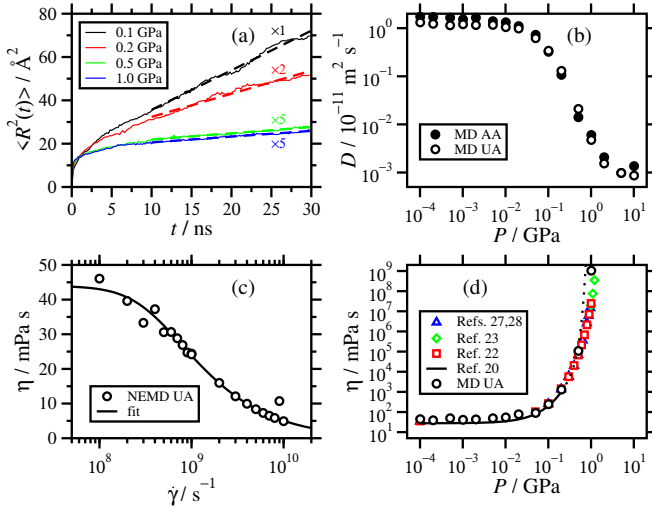 80
60
40
20
0
<R²(t)> / Å²
0.1 GPa
0.2 GPa
0.5 GPa
1.0 GPa
(a)
×1
×2
×5
×5
0 5 10 15 20 25 30
t / ns
10⁰
10⁻¹
10⁻²
10⁻³
D / 10⁻¹¹ m² s⁻¹
(b)
MD AA
MD UA
10⁻⁴ 10⁻³ 10⁻² 10⁻¹ 10⁰ 10¹
P / GPa
50
40
30
20
10
0
η / mPa s
(c)
NEMD UA
fit
10⁸ 10⁹ 10¹⁰
γ̇ / s⁻¹
10⁹
10⁸
10⁷
10⁶
10⁵
10⁴
10³
10²
10¹
η / mPa s
(d)
Refs. 27,28
Ref. 23
Ref. 22
Ref. 20
MD UA
10⁻⁴ 10⁻³ 10⁻² 10⁻¹ 10⁰ 10¹
P / GPa